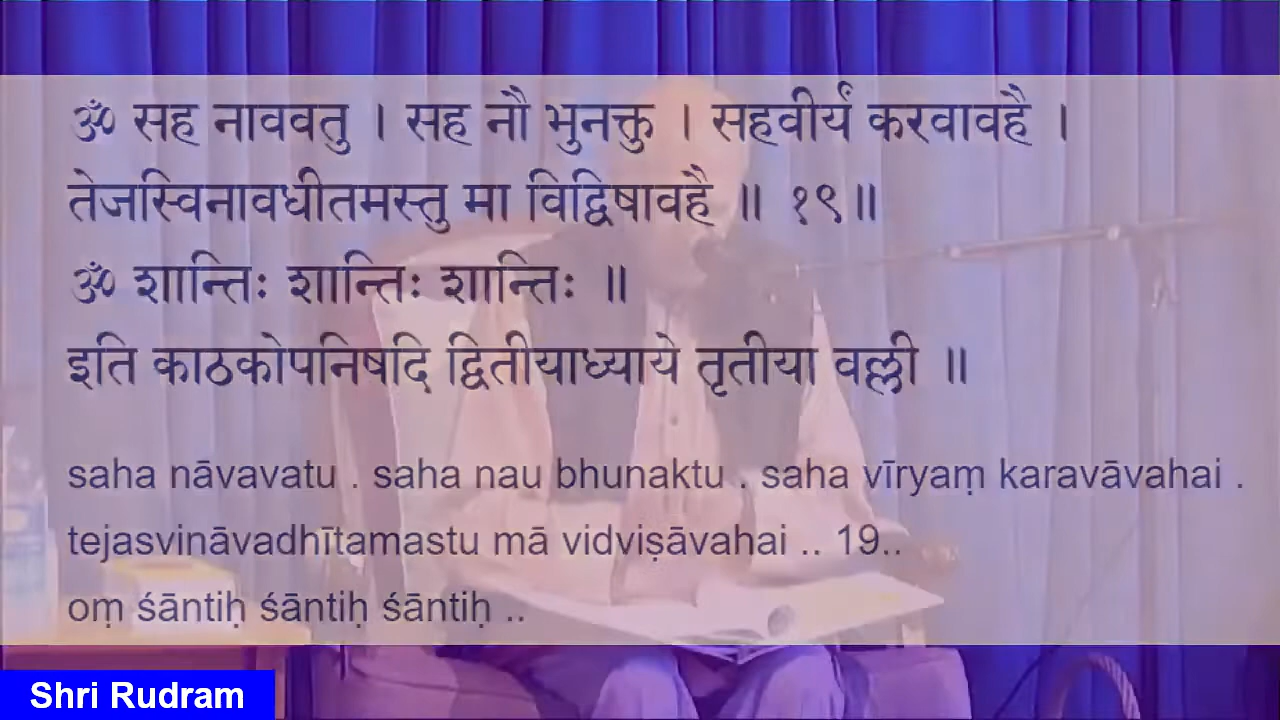 ॐ सह नाववतु । सह नौ भुनक्तु । सहवीर्यं करवावहै ।
तेजस्विनावधीतमस्तु मा विद्विषावहै ॥ १९॥
ॐ शान्तिः शान्तिः शान्तिः ॥
इति काठकोपनिषदि द्वितीयाध्याये तृतीया वल्ली ॥
saha nāvavatu . saha nau bhunaktu . saha vīryaṃ karavāvahai .
tejasvināvadhītamastu mā vidviṣāvahai .. 19..
oṃ śāntiḥ śāntiḥ śāntiḥ ..
Shri Rudram